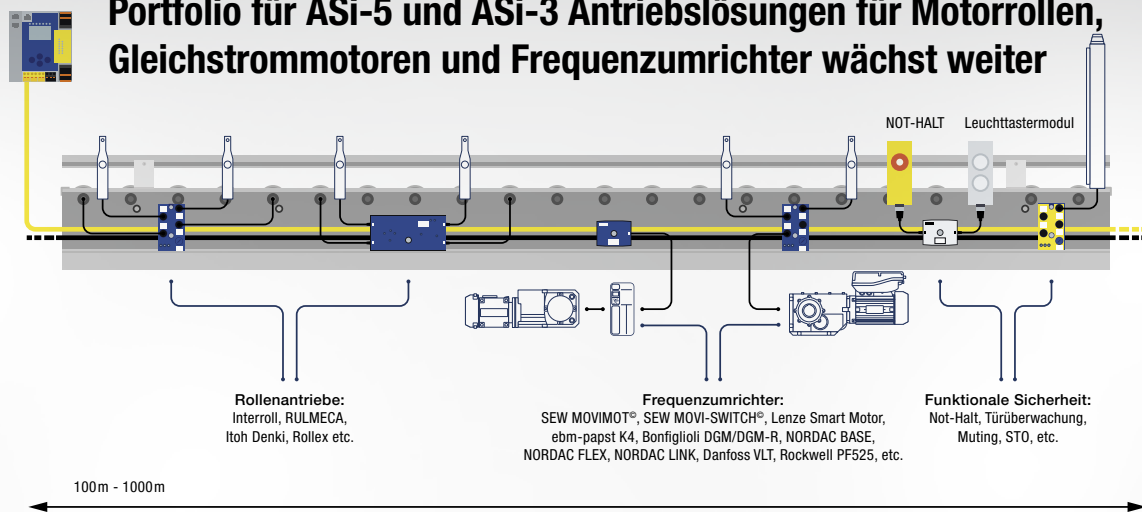 Portfolio für ASi-5 und ASi-3 Antriebslösungen für Motorrollen,
Gleichstrommotoren und Frequenzumrichter wächst weiter
NOT-HALT
Leuchttastermodul
Rollenantriebe:
Interroll, RULMECA,
Itoh Denki, Rollex etc.
Frequenzumrichter:
SEW MOVIMOT©, SEW MOVI-SWITCH©, Lenze Smart Motor,
ebm-papst K4, Bonfiglioli DGM/DGM-R, NORDAC BASE,
NORDAC FLEX, NORDAC LINK, Danfoss VLT, Rockwell PF525, etc.
Funktionale Sicherheit:
Not-Halt, Türüberwachung,
Muting, STO, etc.
100m - 1000m